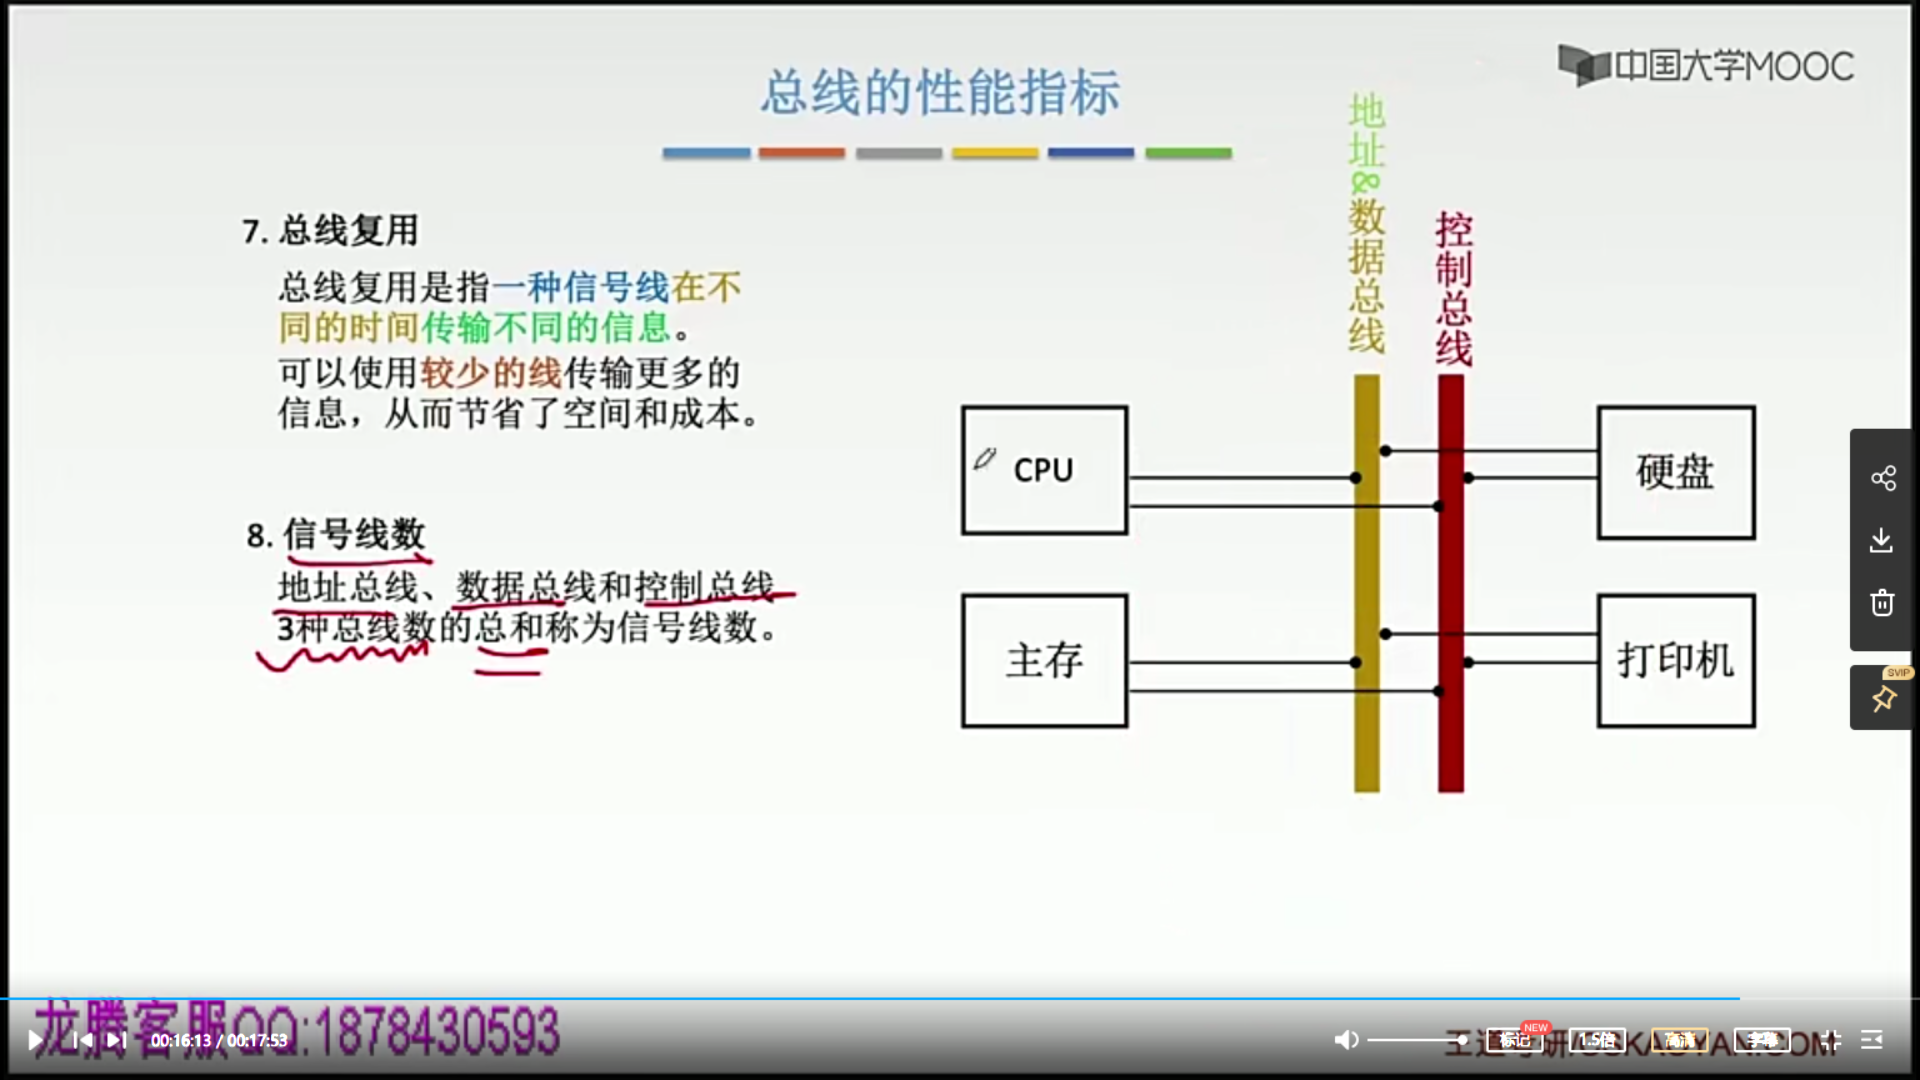 中国大学MOOC
总线的性能指标
地址&数据总线
控制总线
7. 总线复用
总线复用是指一种信号线在不
同的时间传输不同的信息。
可以使用较少的线传输更多的
信息，从而节省了空间和成本。
CPU
硬盘
8. 信号线数
地址总线、数据总线和控制总线
3种总线数的总和称为信号线数。
主存
打印机
SVIP
龙腾客服QQ:1878430593
00:16:13 / 00:17:53
NEW
标记
1.5倍
高清
字幕
王道考研/CSKAOYAN.COM